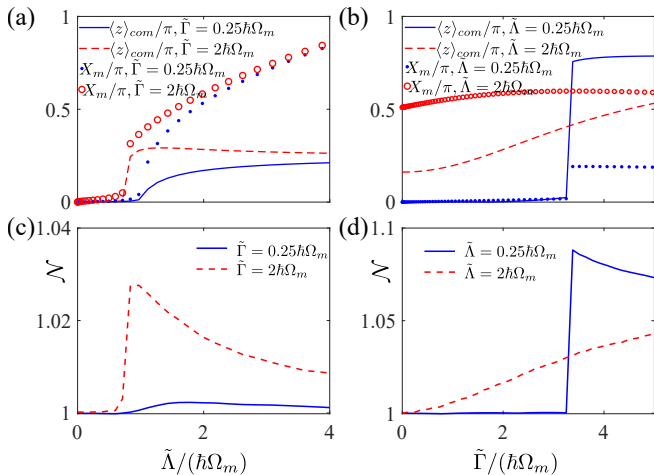 (a)
1
⟨z⟩com/π, Γ̃ = 0.25ħΩm
⟨z⟩com/π, Γ̃ = 2ħΩm
Xm/π, Γ̃ = 0.25ħΩm
Xm/π, Γ̃ = 2ħΩm
0.5
0
(b)
1
⟨z⟩com/π, Λ̃ = 0.25ħΩm
⟨z⟩com/π, Λ̃ = 2ħΩm
Xm/π, Λ̃ = 0.25ħΩm
Xm/π, Λ̃ = 2ħΩm
0.5
0
(c)
1.04
Γ̃ = 0.25ħΩm
Γ̃ = 2ħΩm
𝒩
1.02
1
0 2 4
Λ̃/(ħΩm)
(d)
1.1
Λ̃ = 0.25ħΩm
Λ̃ = 2ħΩm
𝒩
1.05
1
0 2 4
Γ̃/(ħΩm)